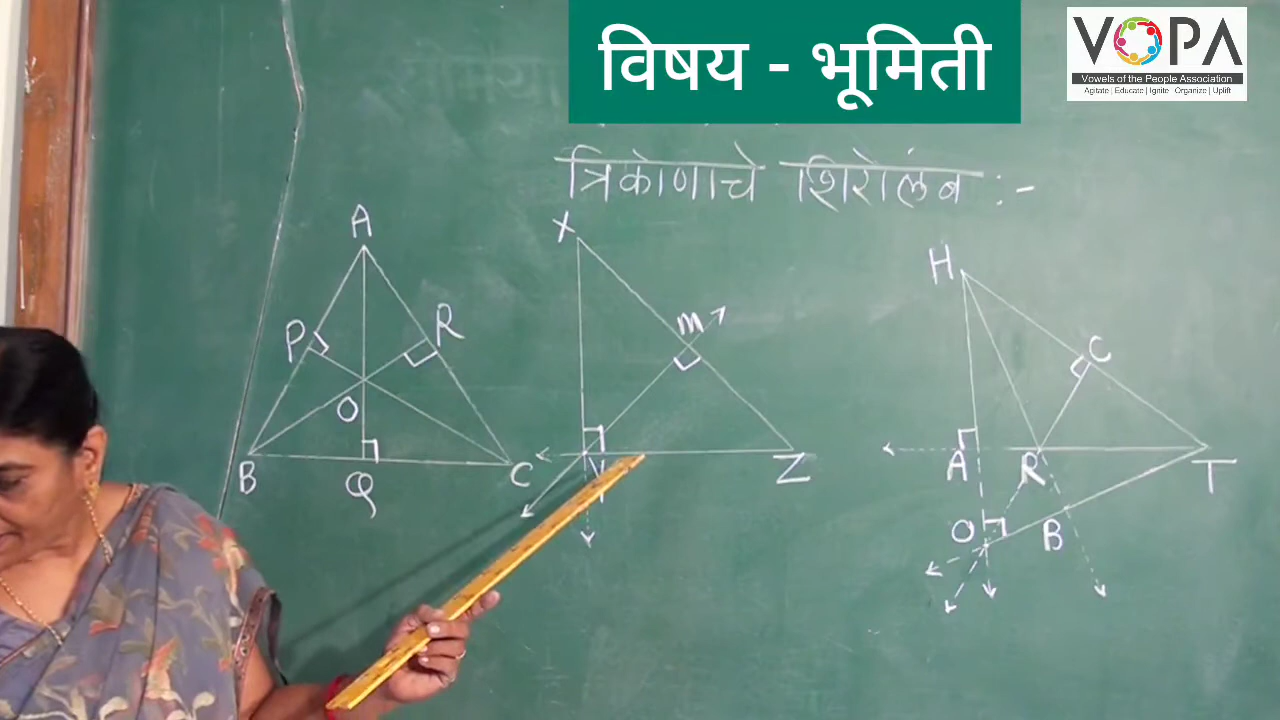 विषय - भूमिती
VOPA
Vowels of the People Association
Agitate | Educate | Ignite Organize | Uplift
त्रिकोणाचे शिरोलंब :-
A
P R
O
B Q C
X
M
Y Z
H
C
A R T
O B